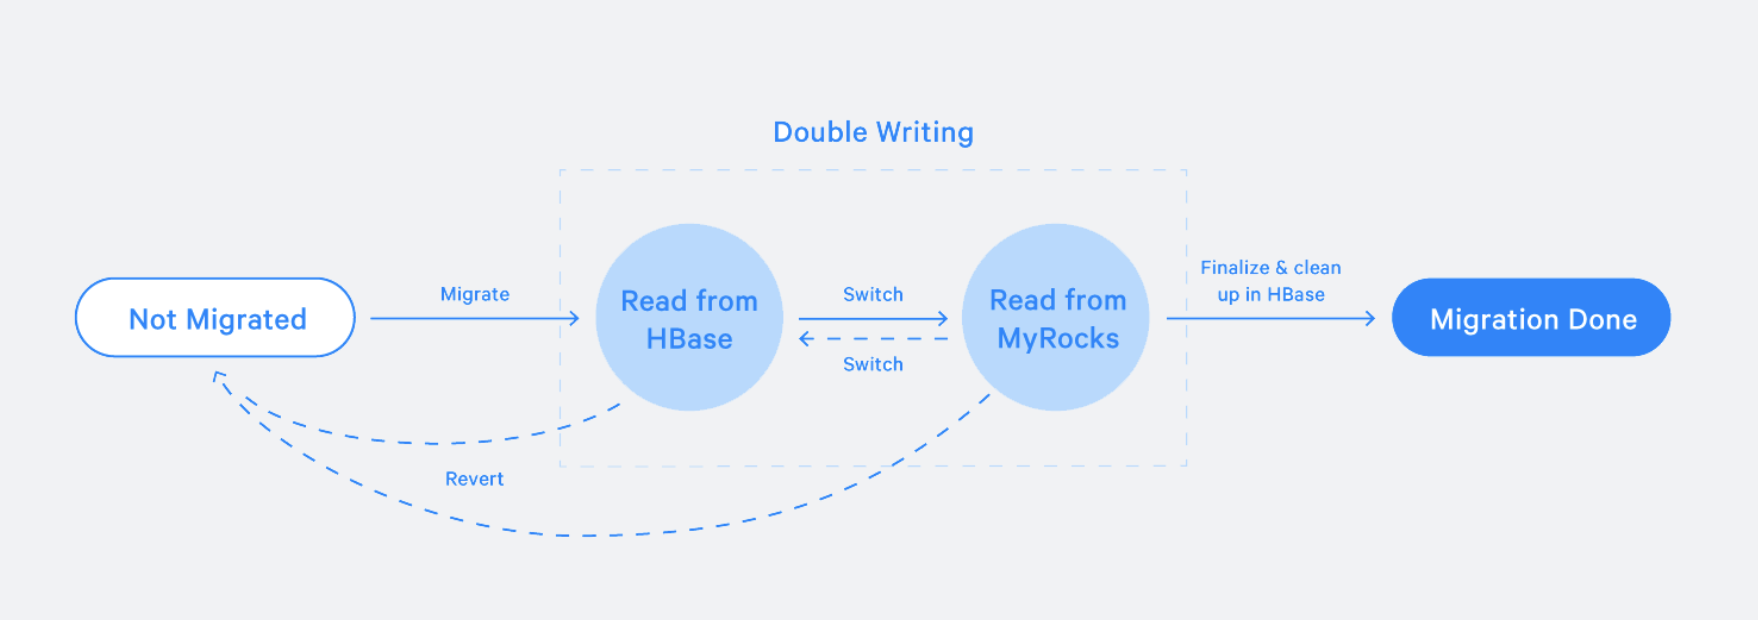 Double Writing
Not Migrated
Migrate
Read from
HBase
Switch
Switch
Read from
MyRocks
Finalize & clean
up in HBase
Migration Done
Revert